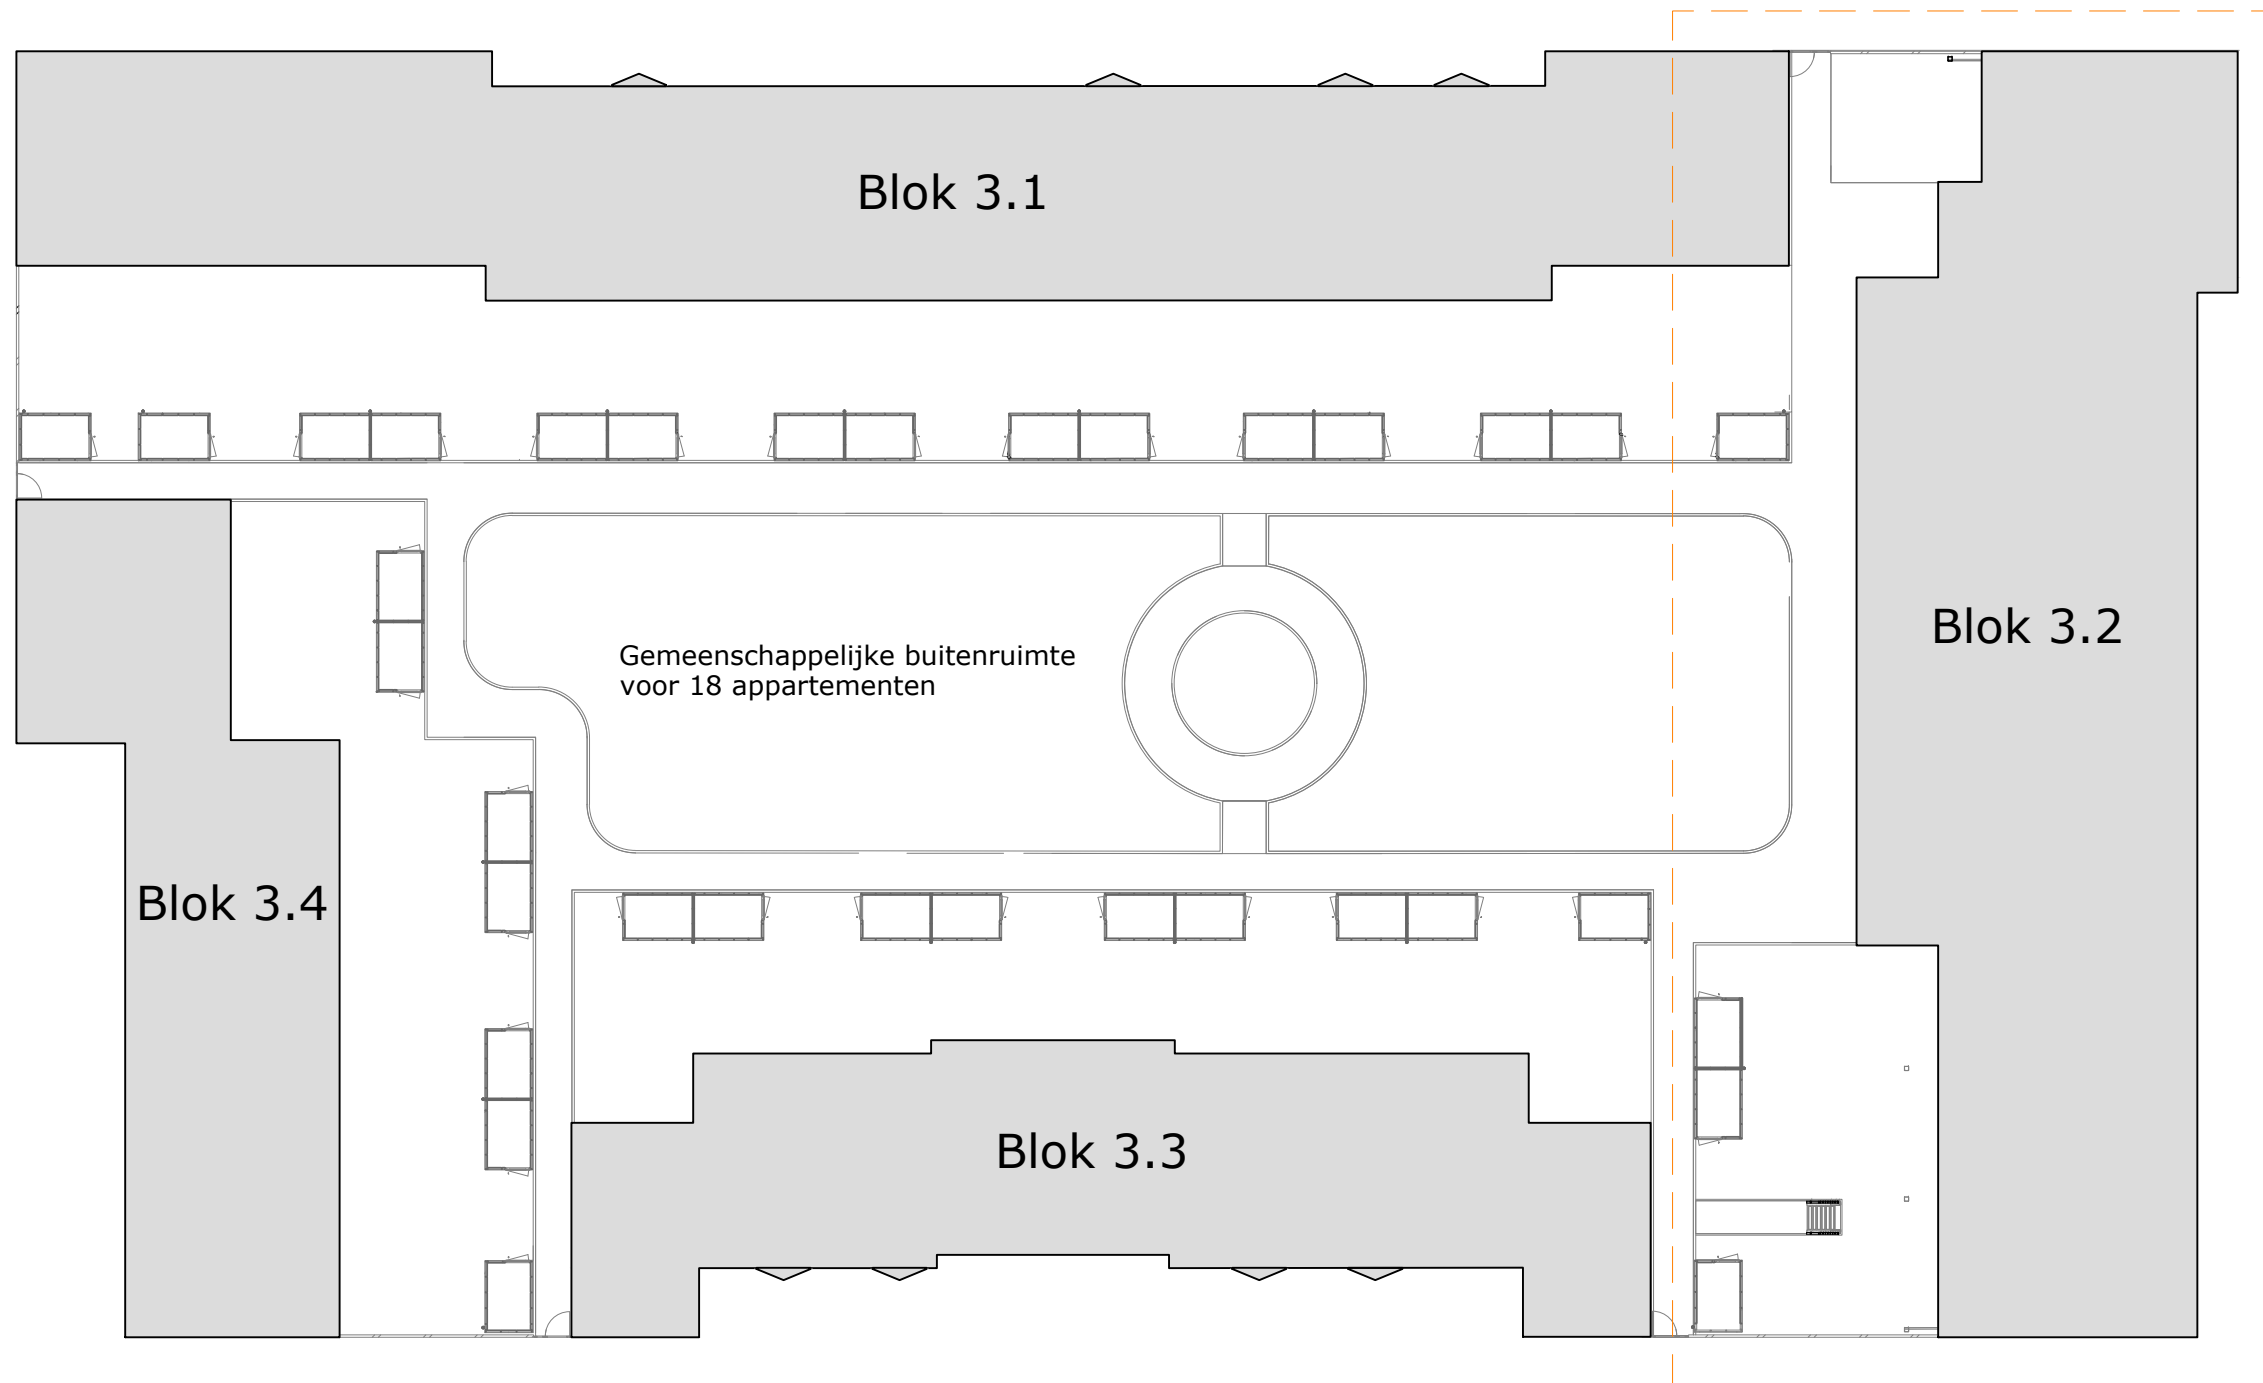 Blok 3.1
Blok 3.2
Gemeenschappelijke buitenruimte
voor 18 appartementen
Blok 3.4
Blok 3.3